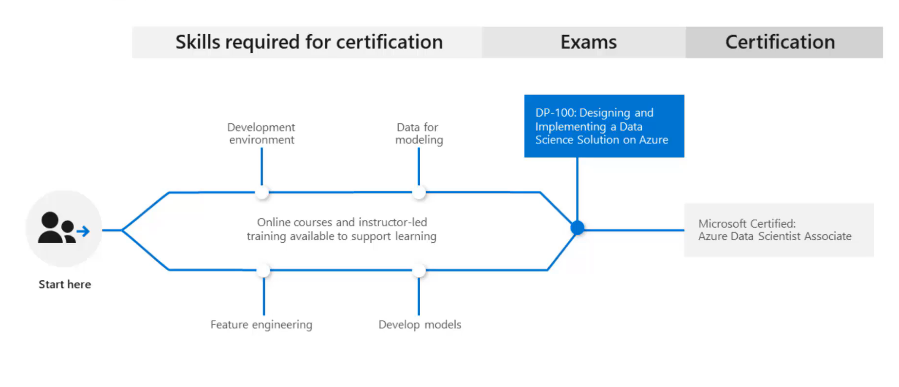 Skills required for certification
Exams
Certification
DP-100: Designing and
Implementing a Data
Science Solution on Azure
Development
environment
Data for
modeling
Online courses and instructor-led
training available to support learning
Microsoft Certified:
Azure Data Scientist Associate
Start here
Feature engineering
Develop models